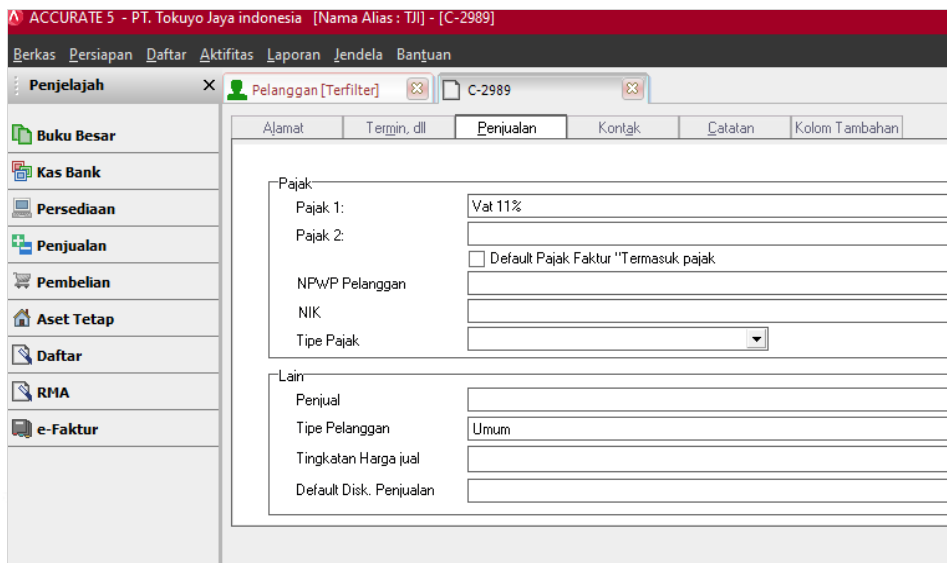 ACCURATE 5 - PT. Tokuyo Jaya indonesia [Nama Alias : TJI] - [C-2989]
Berkas Persiapan Daftar Aktifitas Laporan Jendela Bantuan
Penjelajah X
Pelanggan [Terfilter]
C-2989
Buku Besar
Kas Bank
Persediaan
Penjualan
Pembelian
Aset Tetap
Daftar
RMA
e-Faktur
Alamat Termin, dll Penjualan Kontak Catatan Kolom Tambahan
Pajak
Pajak 1: Vat 11%
Pajak 2:
Default Pajak Faktur "Termasuk pajak
NPWP Pelanggan
NIK
Tipe Pajak
Lain
Penjual
Tipe Pelanggan Umum
Tingkatan Harga jual
Default Disk. Penjualan